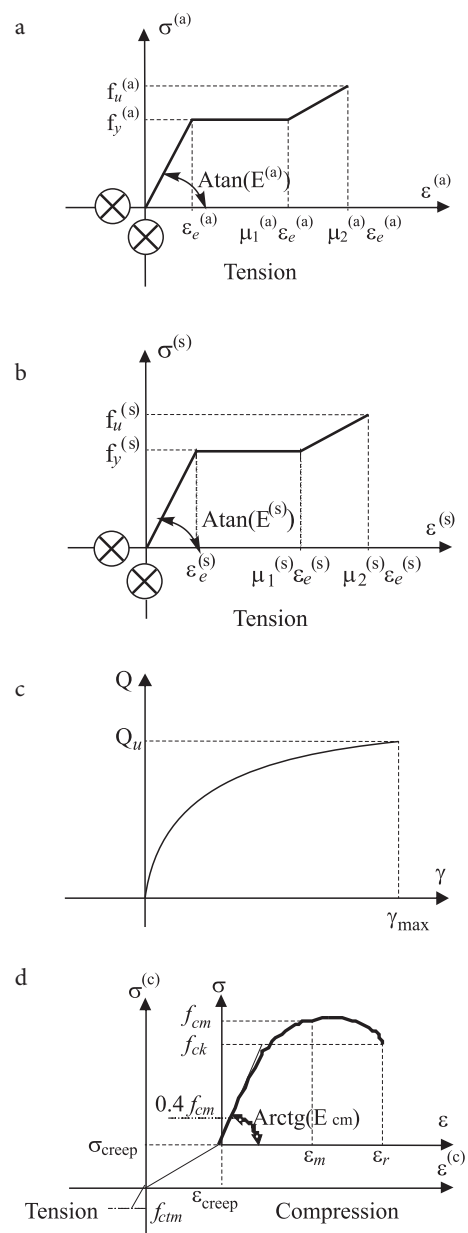 a
σ^(a)
f_u^(a)
f_y^(a)
Atan(E^(a))
ε^(a)
ε_e^(a)
μ_1^(a)ε_e^(a)
μ_2^(a)ε_e^(a)
Tension
b
σ^(s)
f_u^(s)
f_y^(s)
Atan(E^(s))
ε^(s)
ε_e^(s)
μ_1^(s)ε_e^(s)
μ_2^(s)ε_e^(s)
Tension
c
Q
Q_u
γ
γ_max
d
σ^(c)
σ
f_cm
f_ck
0.4 f_cm
Arctg(E_cm)
ε
σ_creep
ε_m
ε_r
ε^(c)
ε_creep
Tension
f_ctm
Compression